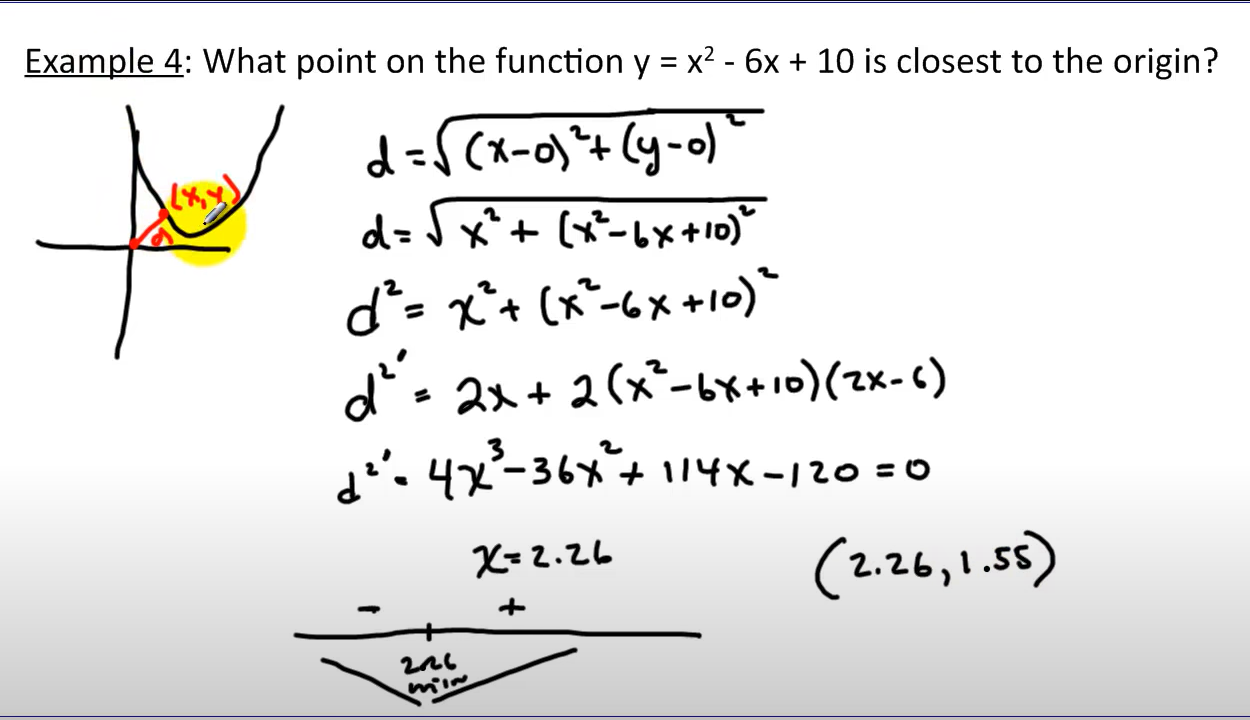 Example 4: What point on the function y = x² - 6x + 10 is closest to the origin?
(x,y)
d
d = √((x-0)² + (y-0)²)
d = √(x² + (x²-6x+10)²)
d² = x² + (x²-6x+10)²
d²' = 2x + 2(x²-6x+10)(2x-6)
d²' = 4x³-36x²+114x-120 = 0
x = 2.26
(2.26, 1.55)
- +
2.26
min